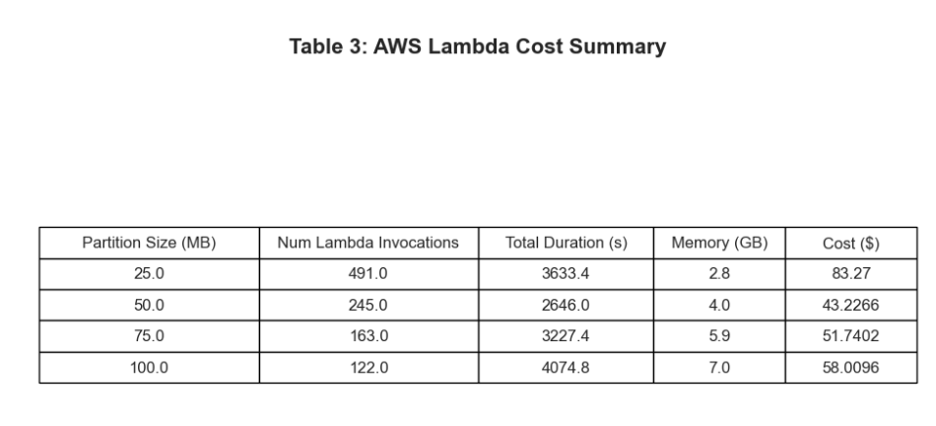 Table 3: AWS Lambda Cost Summary
Partition Size (MB) Num Lambda Invocations Total Duration (s) Memory (GB) Cost ($)
25.0 491.0 3633.4 2.8 83.27
50.0 245.0 2646.0 4.0 43.2266
75.0 163.0 3227.4 5.9 51.7402
100.0 122.0 4074.8 7.0 58.0096